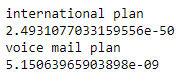 international plan
2.4931077033159556e-50
voice mail plan
5.15063965903898e-09